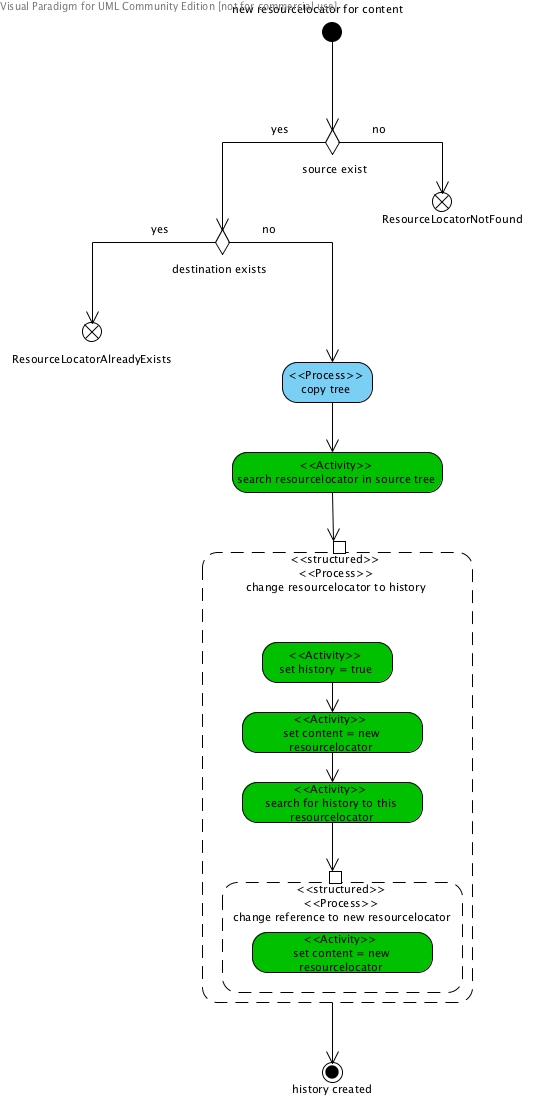 Visual Paradigm for UML Community Edition [not for commercial use]
new resourcelocator for content
yes
no
source exist
ResourceLocatorNotFound
yes
no
destination exists
ResourceLocatorAlreadyExists
<<Process>>
copy tree
<<Activity>>
search resourcelocator in source tree
<<structured>>
<<Process>>
change resourcelocator to history
<<Activity>>
set history = true
<<Activity>>
set content = new
resourcelocator
<<Activity>>
search for history to this
resourcelocator
<<structured>>
<<Process>>
change reference to new resourcelocator
<<Activity>>
set content = new
resourcelocator
history created